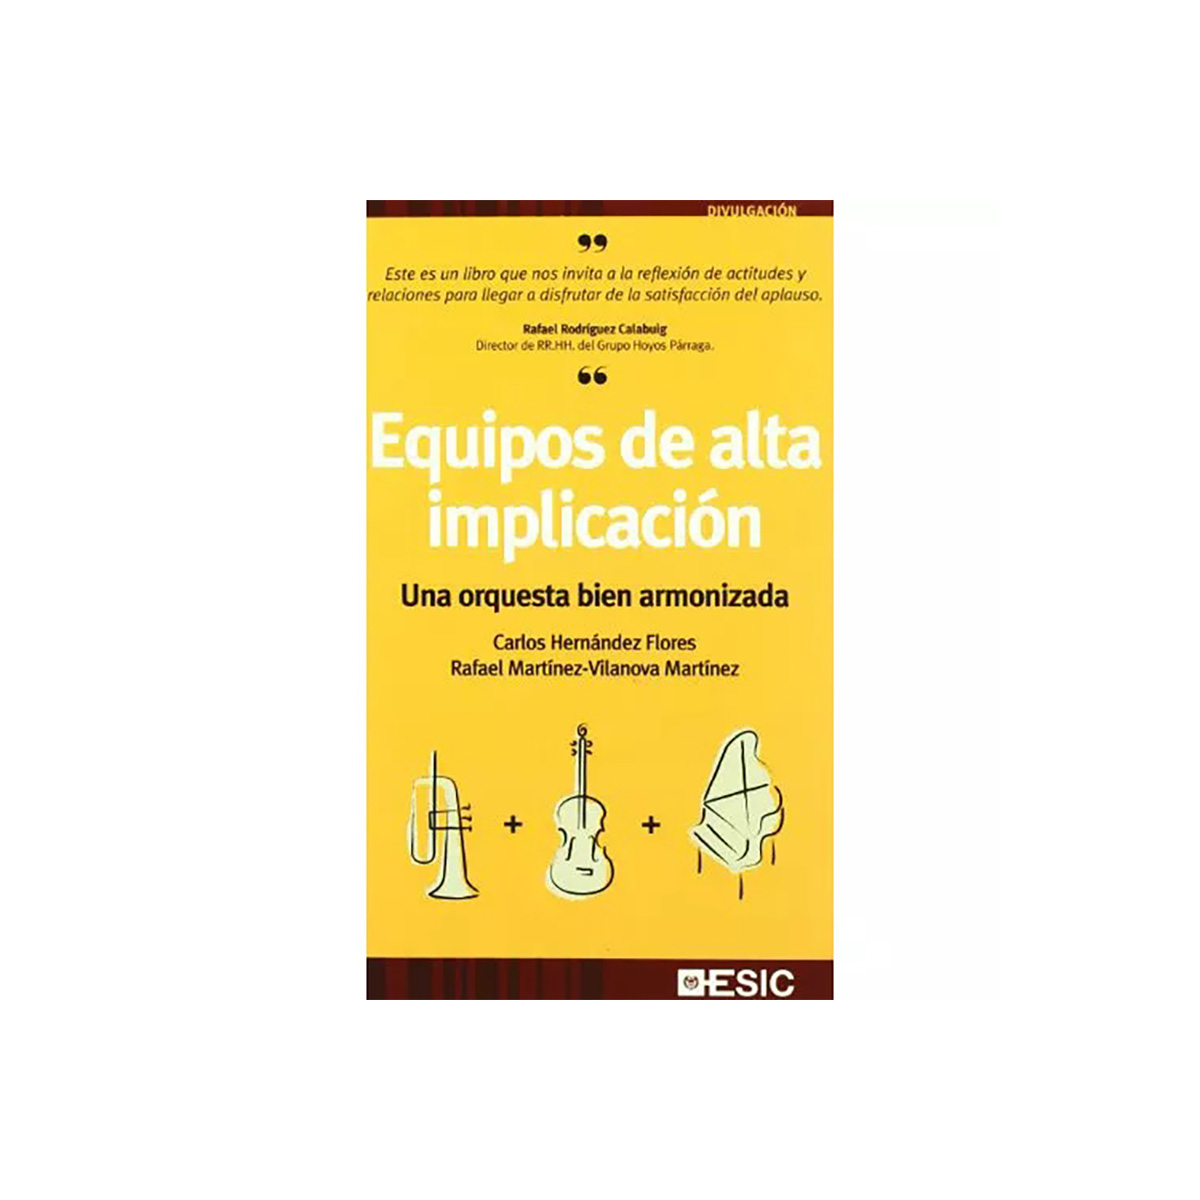 DIVULGACIÓN
”
Este es un libro que nos invita a la reflexión de actitudes y
relaciones para llegar a disfrutar de la satisfacción del aplauso.
Rafael Rodríguez Calabuig
Director de RR.HH. del Grupo Hoyos Párraga.
“
Equipos de alta
implicación
Una orquesta bien armonizada
Carlos Hernández Flores
Rafael Martínez-Vilanova Martínez
+ +
ESIC